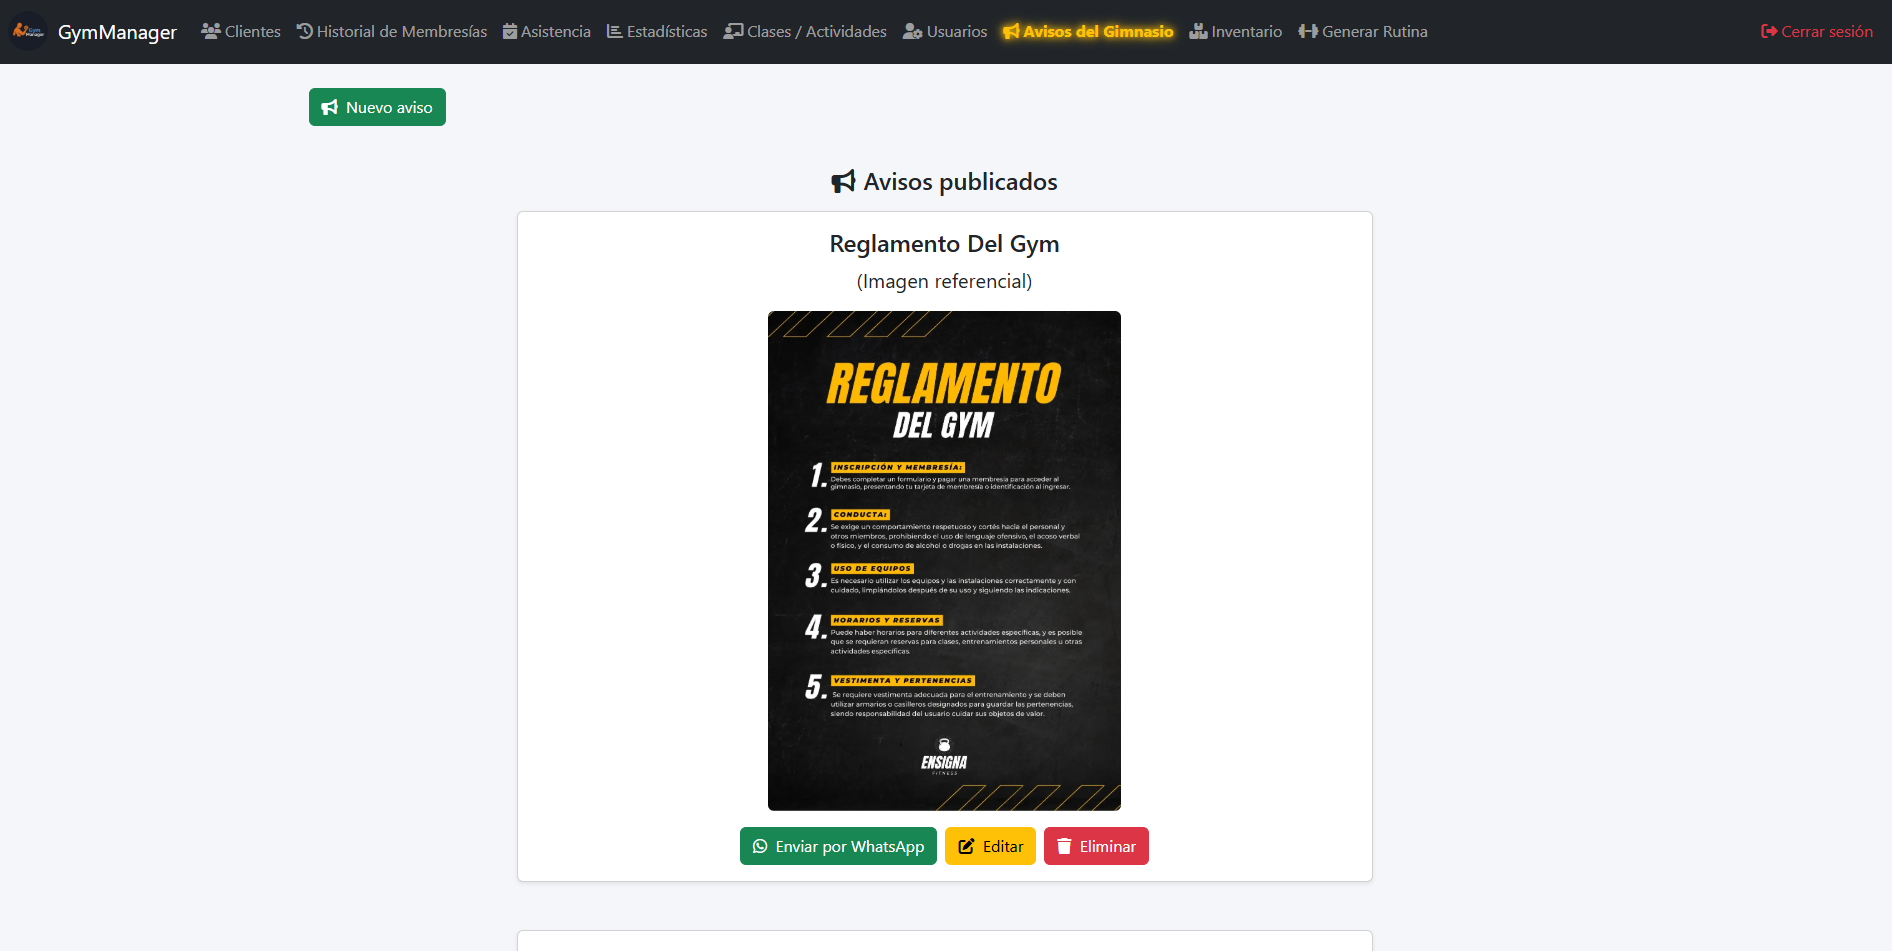 GymManager
Clientes
Historial de Membresías
Asistencia
Estadísticas
Clases / Actividades
Usuarios
Avisos del Gimnasio
Inventario
Generar Rutina
Cerrar sesión
Nuevo aviso
Avisos publicados
Reglamento Del Gym
(Imagen referencial)
REGLAMENTO
DEL GYM
1. INSCRIPCIÓN Y MEMBRESÍA:
Debes completar un formulario y pagar una membresía para acceder al
gimnasio, presentando tu tarjeta de membresía o identificación al ingresar.
2. CONDUCTA:
Se exige un comportamiento respetuoso y cortés hacia el personal y
otros miembros, prohibiendo el uso de lenguaje ofensivo, el acoso verbal
o físico, y el consumo de alcohol o drogas en las instalaciones.
3. USO DE EQUIPOS
Es necesario utilizar los equipos y las instalaciones correctamente y con
cuidado, limpiándolos después de su uso y siguiendo las indicaciones.
4. HORARIOS Y RESERVAS
Puede haber horarios para diferentes actividades específicas, y es posible
que se requieran reservas para clases, entrenamientos personales u otras
actividades específicas.
5. VESTIMENTA Y PERTENENCIAS
Se requiere vestimenta adecuada para el entrenamiento y se deben
utilizar armarios o casilleros designados para guardar las pertenencias,
siendo responsabilidad del usuario cuidar sus objetos de valor.
ENSIGNA
FITNESS
Enviar por WhatsApp
Editar
Eliminar